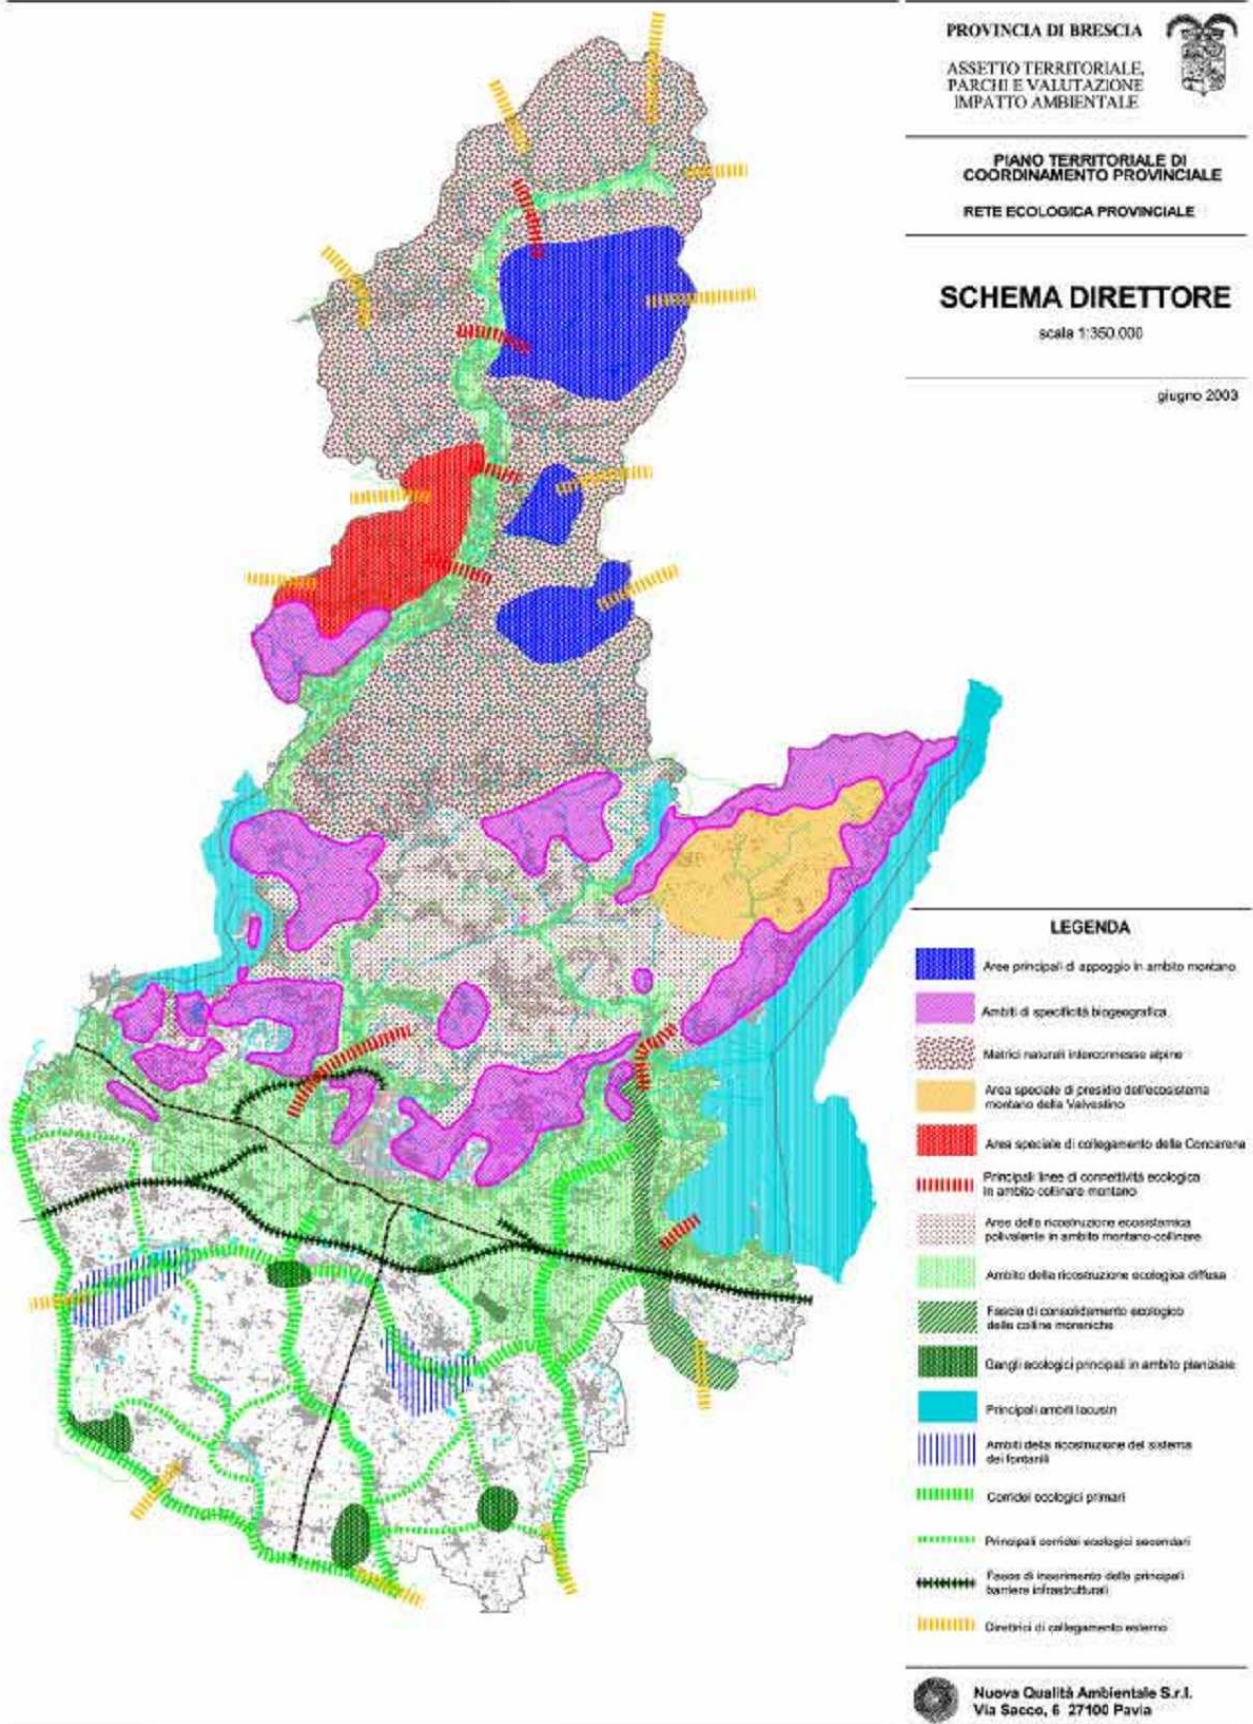 PROVINCIA DI BRESCIA
ASSETTO TERRITORIALE,
PARCHI E VALUTAZIONE
IMPATTO AMBIENTALE
PIANO TERRITORIALE DI
COORDINAMENTO PROVINCIALE
RETE ECOLOGICA PROVINCIALE
SCHEMA DIRETTORE
scala 1:350.000
giugno 2003
LEGENDA
Aree principali di appoggio in ambito montano
Ambiti di specificità biogeografica
Matrici naturali interconnesse alpine
Area speciale di presidio dell'ecosistema
montano della Valvestino
Area speciale di collegamento della Concarena
Principali linee di connettività ecologica
in ambito collinare montano
Aree della ricostruzione ecosistemica
polivalente in ambito montano-collinare
Ambito della ricostruzione ecologica diffusa
Fascia di consolidamento ecologico
delle colline moreniche
Gangli ecologici principali in ambito planiziale
Principali ambiti lacustri
Ambiti della ricostruzione del sistema
dei fontanili
Corridoi ecologici primari
Principali corridoi ecologici secondari
Fasce di inserimento delle principali
barriere infrastrutturali
Direttrici di collegamento esterno
Nuova Qualità Ambientale S.r.l.
Via Sacco, 6 27100 Pavia